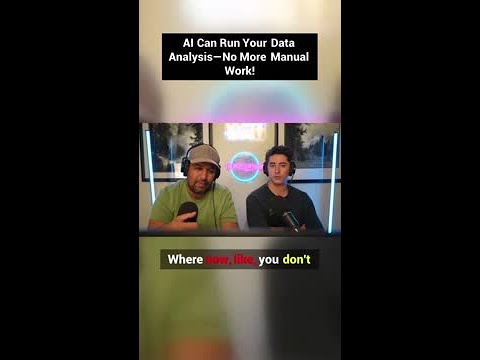 AI Can Run Your Data
Analysis—No More Manual
Work!
Where now, like, you don't